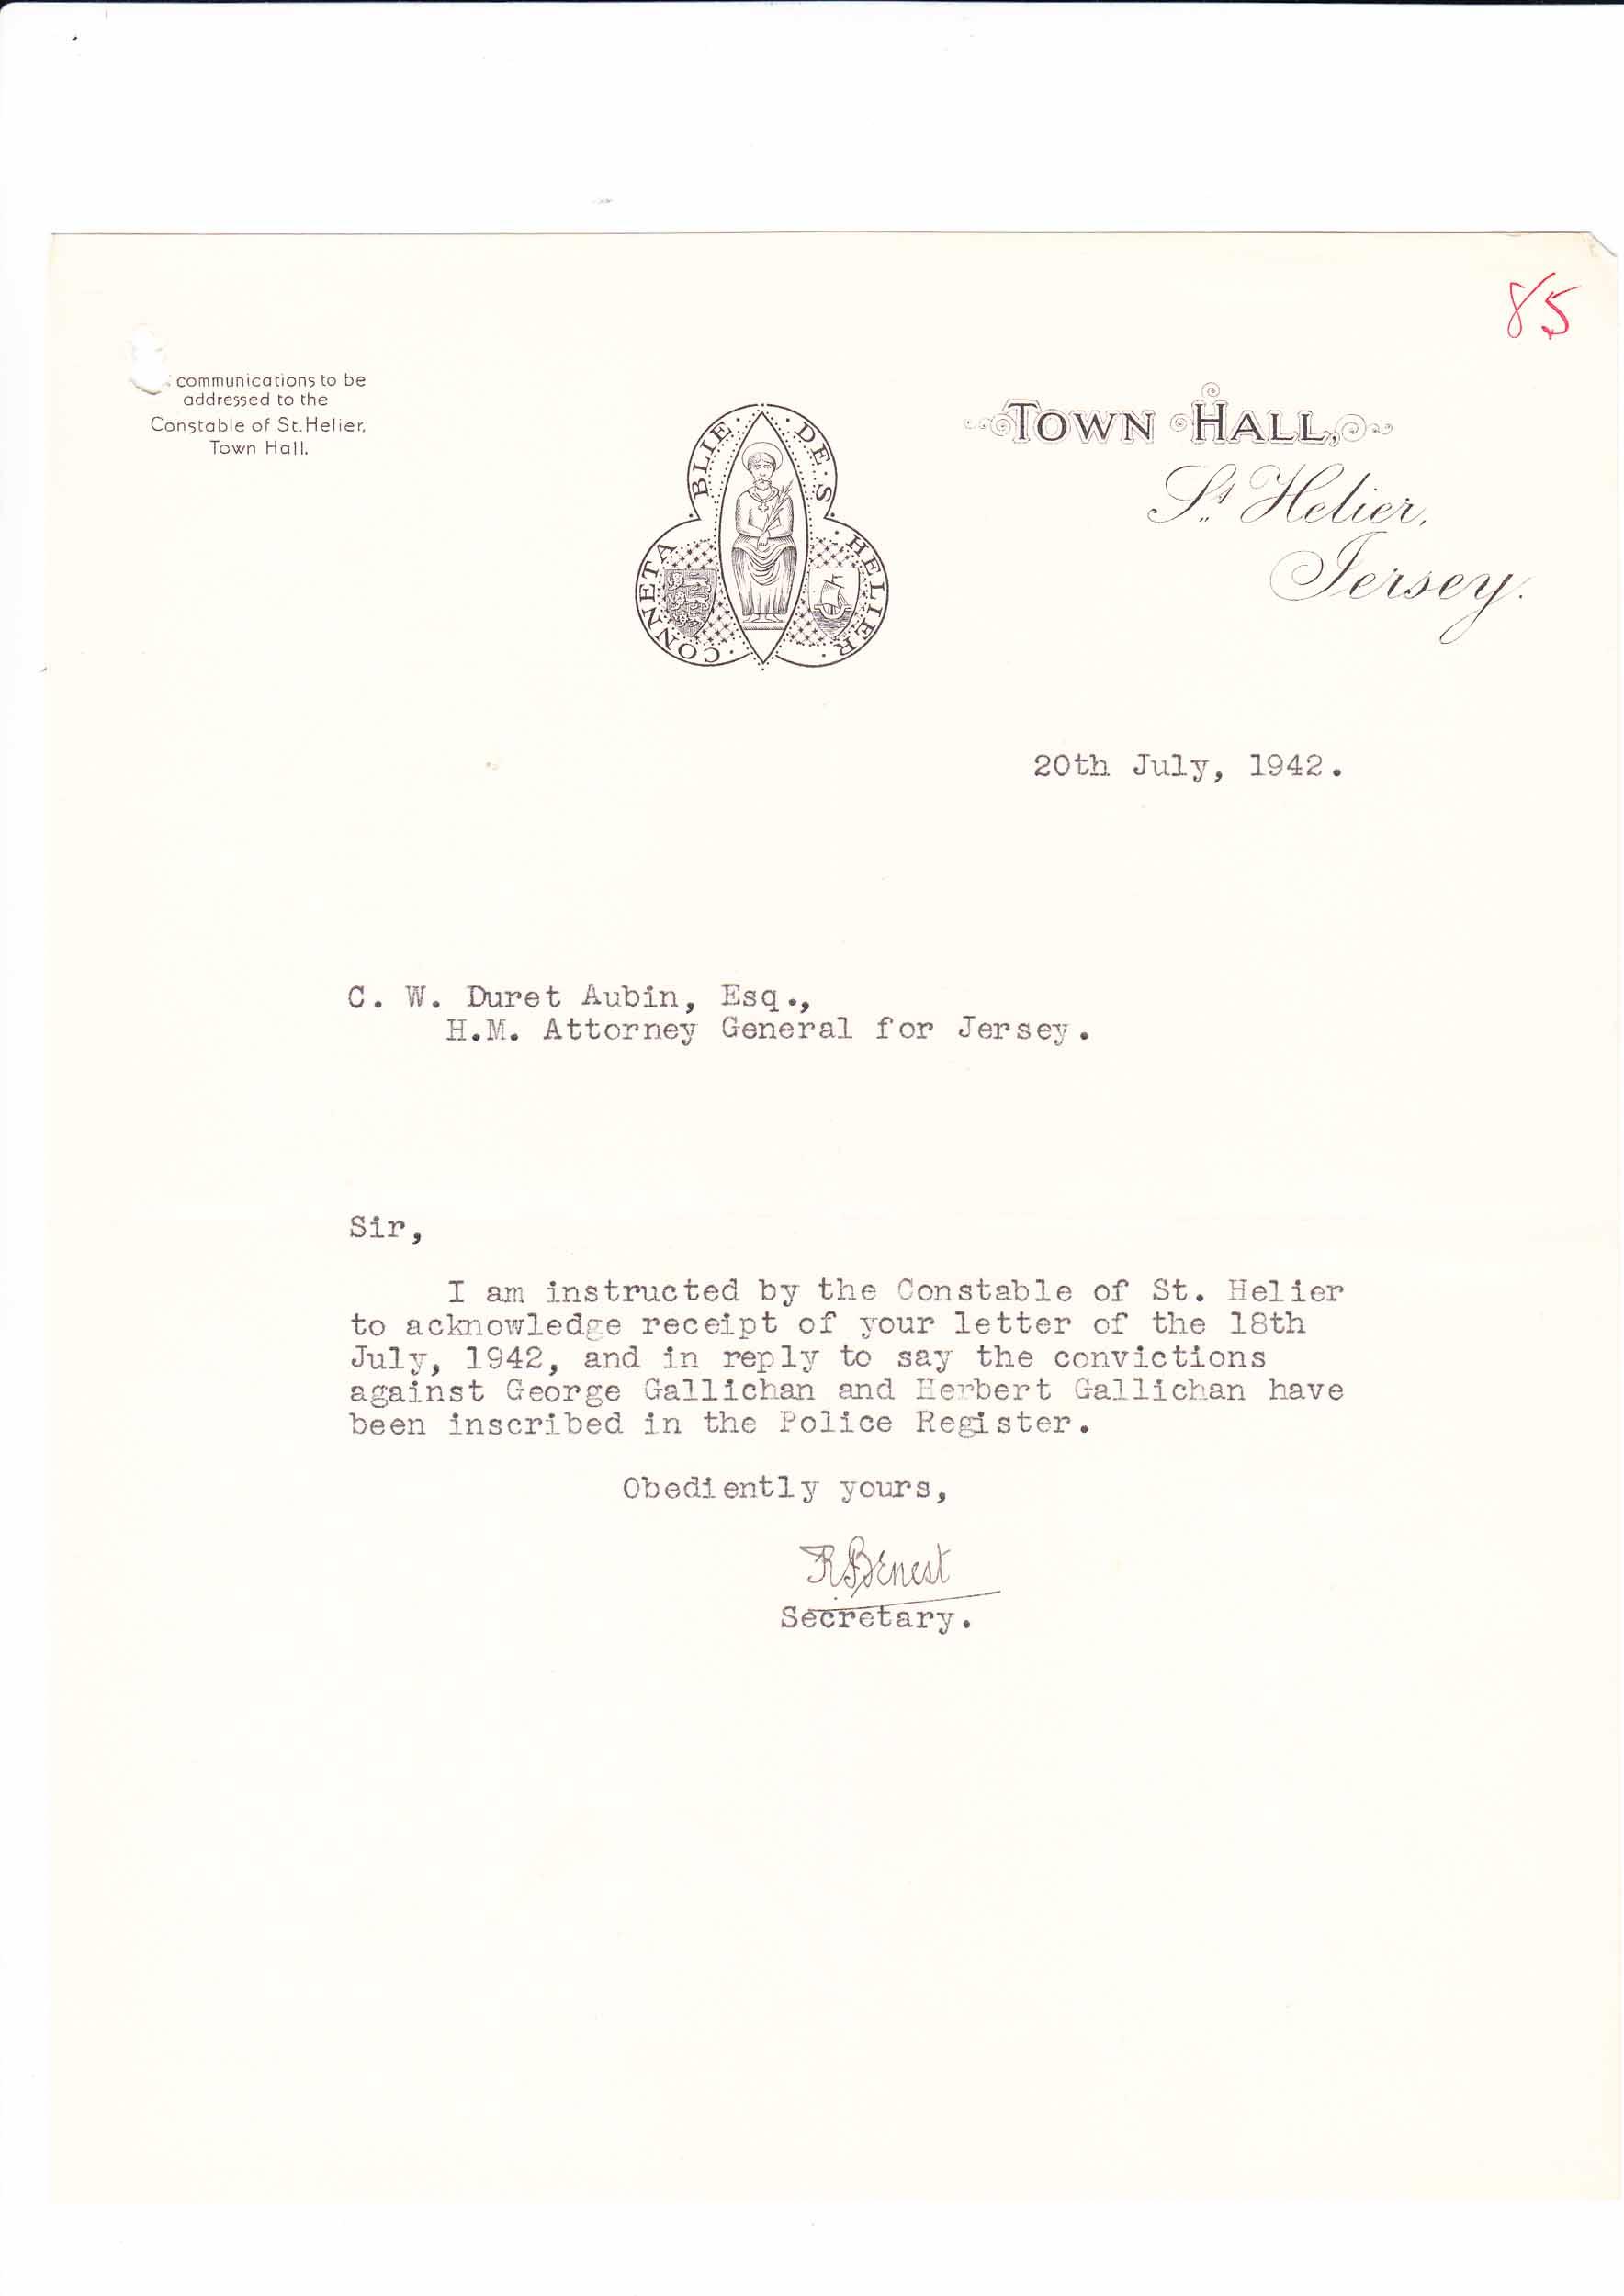 85
communications to be
addressed to the
Constable of St.Helier,
Town Hall.
CONNETA
BLIE
DE S
HELIER
TOWN HALL,
St Helier,
Jersey.
20th July, 1942.
C. W. Duret Aubin, Esq.,
H.M. Attorney General for Jersey.
Sir,
I am instructed by the Constable of St. Helier
to acknowledge receipt of your letter of the 18th
July, 1942, and in reply to say the convictions
against George Gallichan and Herbert Gallichan have
been inscribed in the Police Register.
Obediently yours,
Secretary.